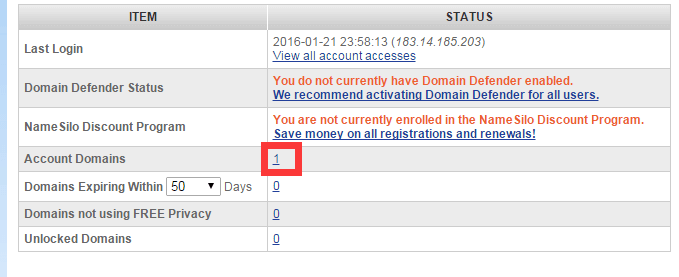 ITEM STATUS
Last Login 2016-01-21 23:58:13 (183.14.185.203)
View all account accesses
Domain Defender Status You do not currently have Domain Defender enabled.
We recommend activating Domain Defender for all users.
NameSilo Discount Program You are not currently enrolled in the NameSilo Discount Program.
Save money on all registrations and renewals!
Account Domains 1
Domains Expiring Within 50 Days 0
Domains not using FREE Privacy 0
Unlocked Domains 0